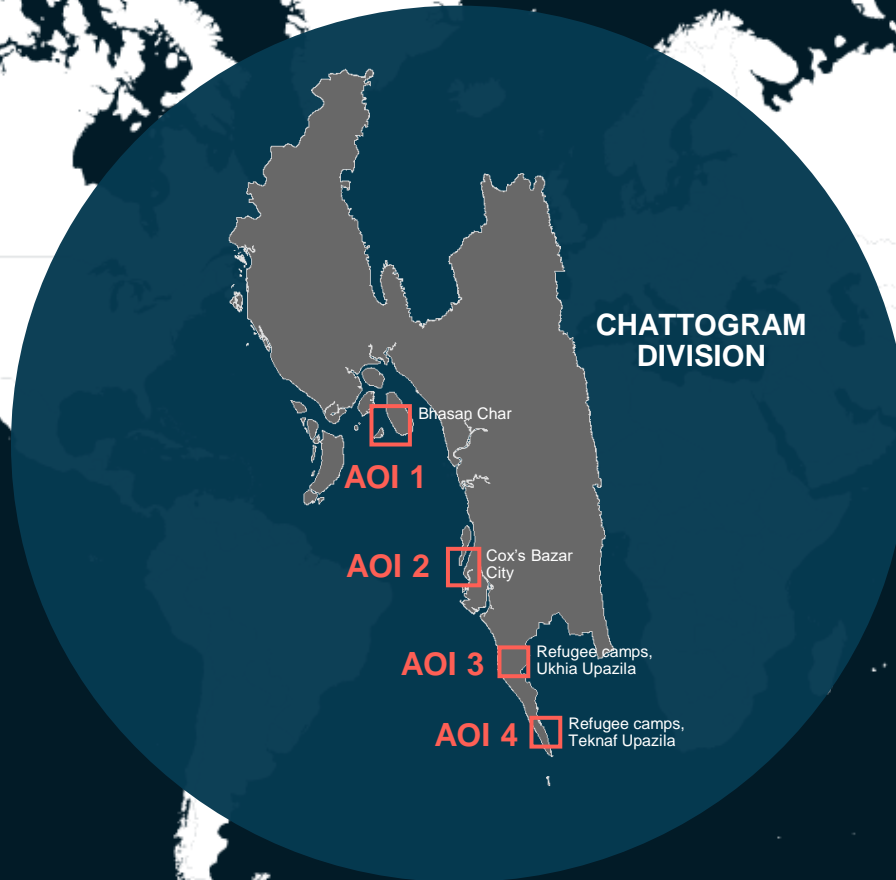 CHATTOGRAM
DIVISION
Bhasan Char
AOI 1
AOI 2
Cox's Bazar
City
AOI 3
Refugee camps,
Ukhia Upazila
AOI 4
Refugee camps,
Teknaf Upazila